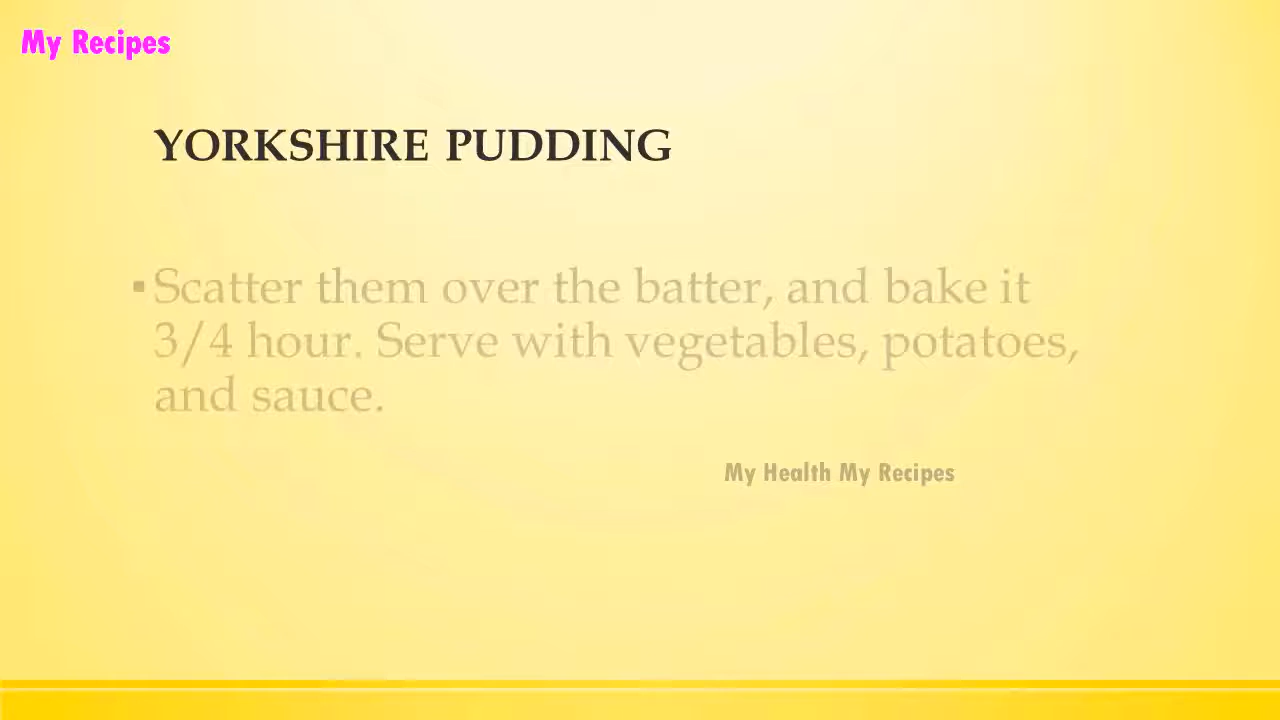 My Recipes
YORKSHIRE PUDDING
▪ Scatter them over the batter, and bake it
3/4 hour. Serve with vegetables, potatoes,
and sauce.
My Health My Recipes